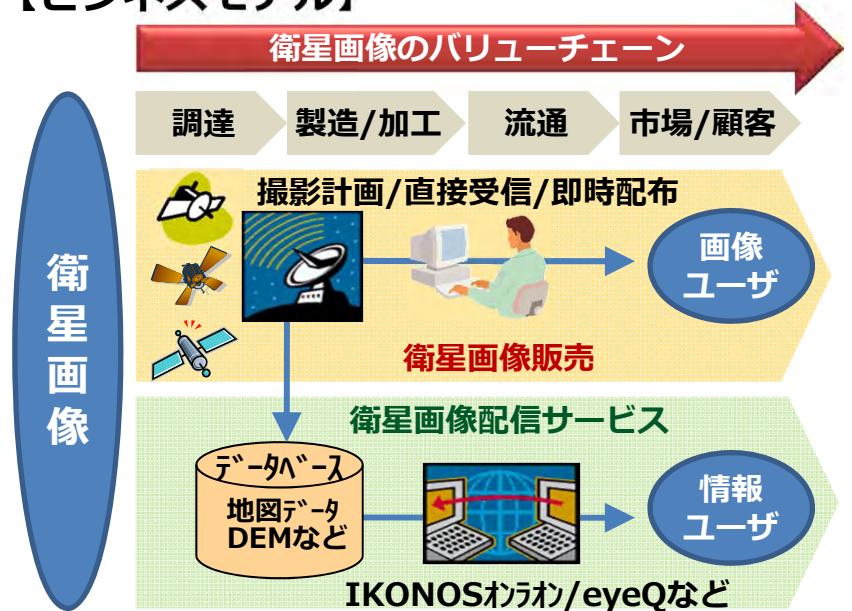 【ビジネスモデル】
衛星画像のバリューチェーン
調達
製造/加工
流通
市場/顧客
衛星画像
撮影計画/直接受信/即時配布
画像
ユーザ
衛星画像販売
衛星画像配信サービス
ﾃﾞｰﾀﾍﾞｰｽ
地図ﾃﾞｰﾀ
DEMなど
情報
ユーザ
IKONOSｵﾝﾗｵﾝ/eyeQなど